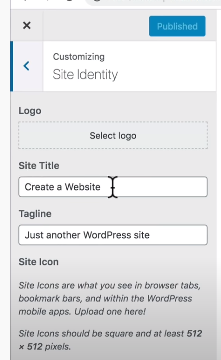 Published
Customizing
Site Identity
Logo
Select logo
Site Title
Create a Website
Tagline
Just another WordPress site
Site Icon
Site Icons are what you see in browser tabs,
bookmark bars, and within the WordPress
mobile apps. Upload one here!
Site Icons should be square and at least 512
× 512 pixels.